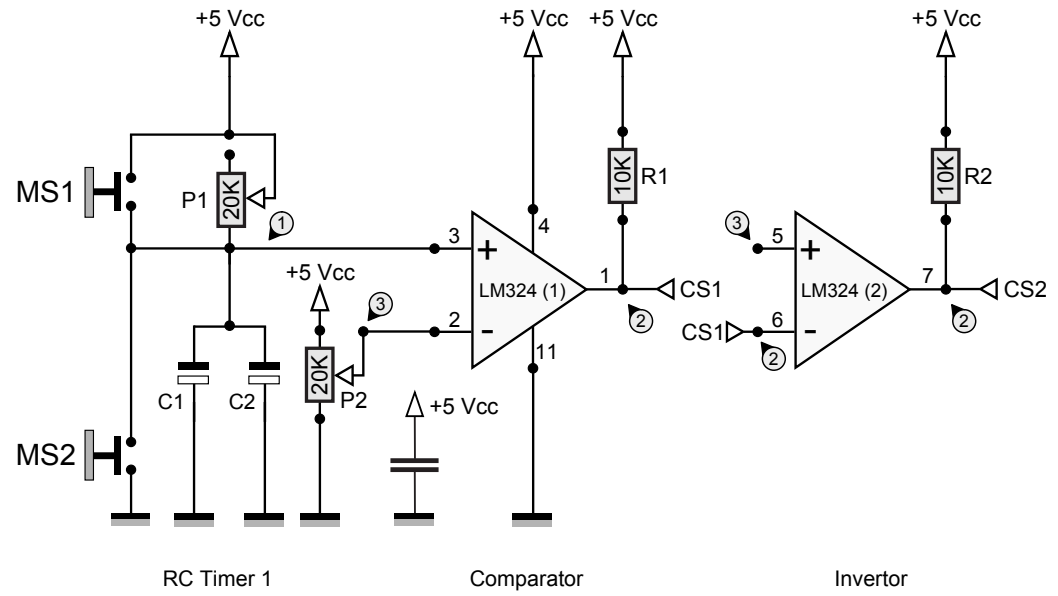 +5 Vcc
+5 Vcc
+5 Vcc
+5 Vcc
MS1
P1
20K
1
10K
R1
10K
R2
3
+
4
LM324 (1)
1
CS1
2
3
5
+
LM324 (2)
7
CS2
2
+5 Vcc
3
2
-
11
CS1
6
-
2
20K
P2
C1
C2
+5 Vcc
MS2
RC Timer 1
Comparator
Invertor